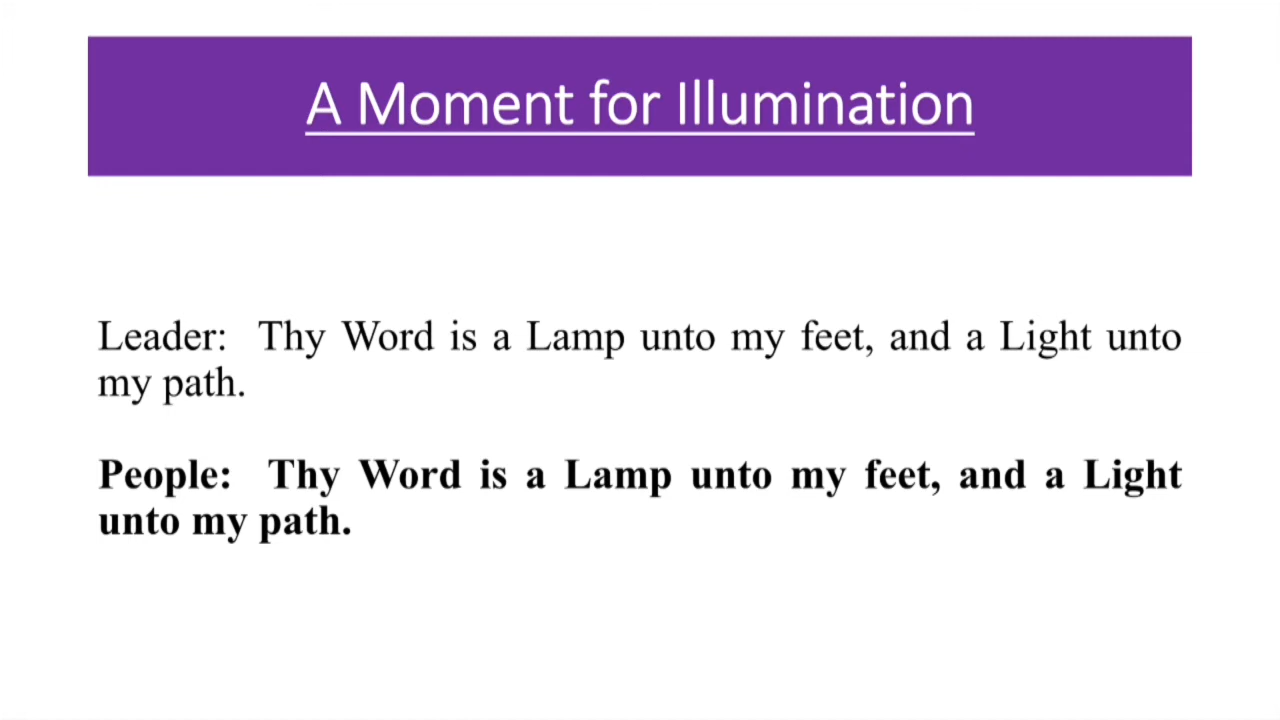 A Moment for Illumination
Leader: Thy Word is a Lamp unto my feet, and a Light unto
my path.
People: Thy Word is a Lamp unto my feet, and a Light
unto my path.